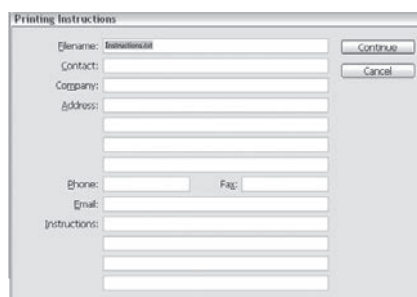 Printing Instructions
Filename: Instructions.txt
Continue
Contact:
Cancel
Company:
Address:
Phone:
Fax:
Email:
Instructions: